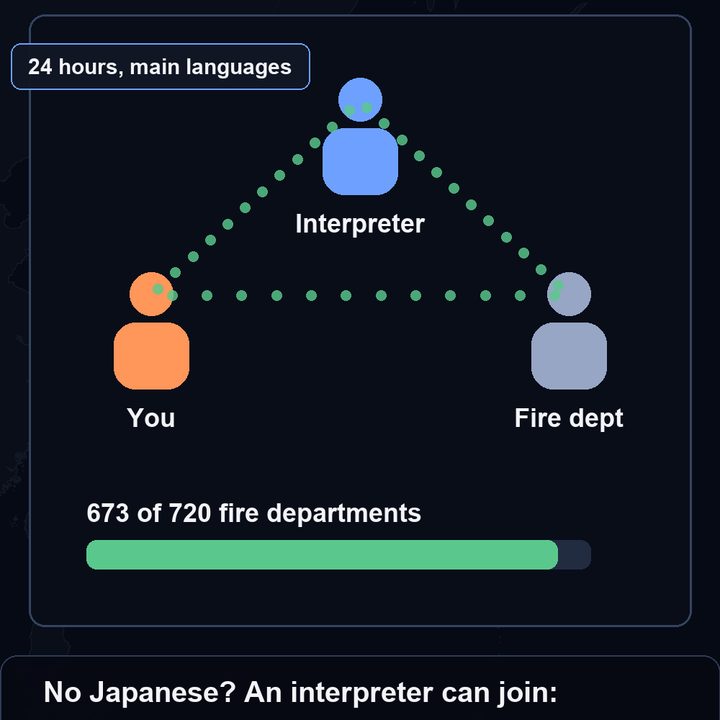 24 hours, main languages
Interpreter
You
Fire dept
673 of 720 fire departments
No Japanese? An interpreter can join: